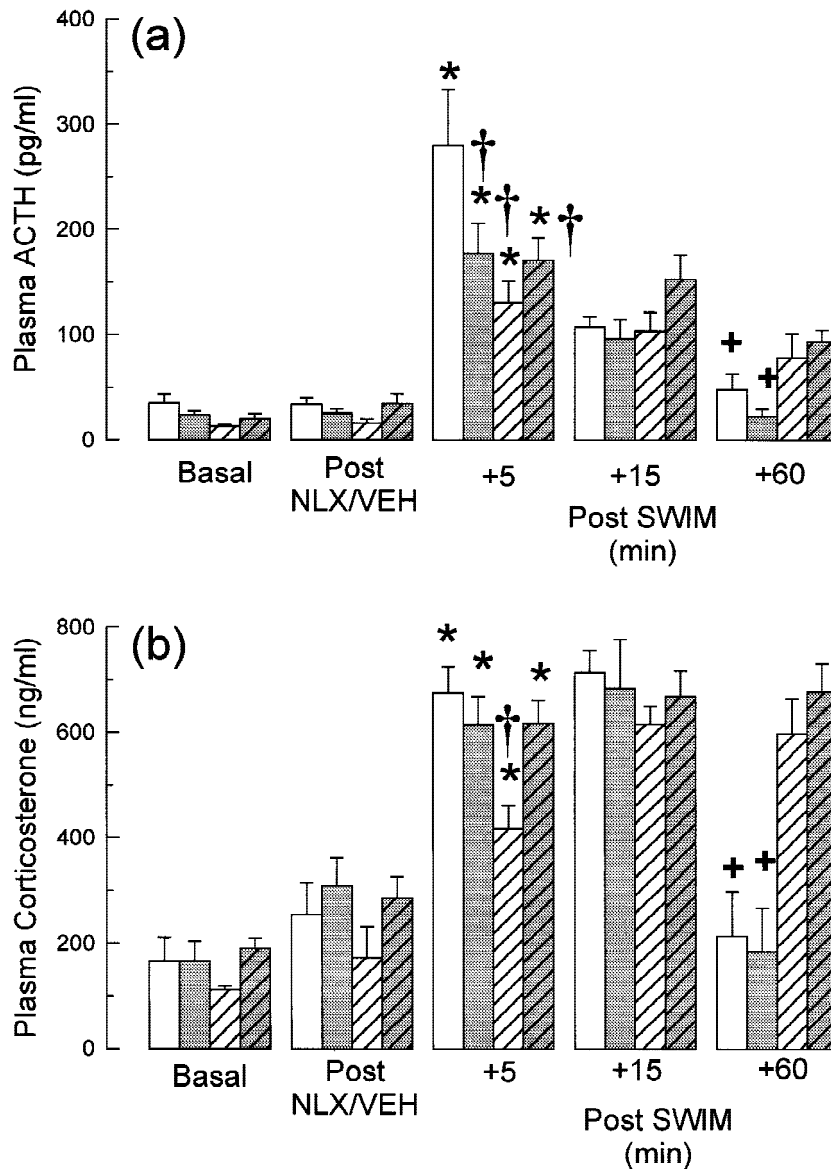 (a)
Plasma ACTH (pg/ml)
400
300
200
100
0
*
†
* † * †
*
+
+
Basal Post +5 +15 +60
NLX/VEH Post SWIM
(min)
(b)
Plasma Corticosterone (ng/ml)
800
600
400
200
0
*
* *
†
*
+ +
Basal Post +5 +15 +60
NLX/VEH Post SWIM
(min)